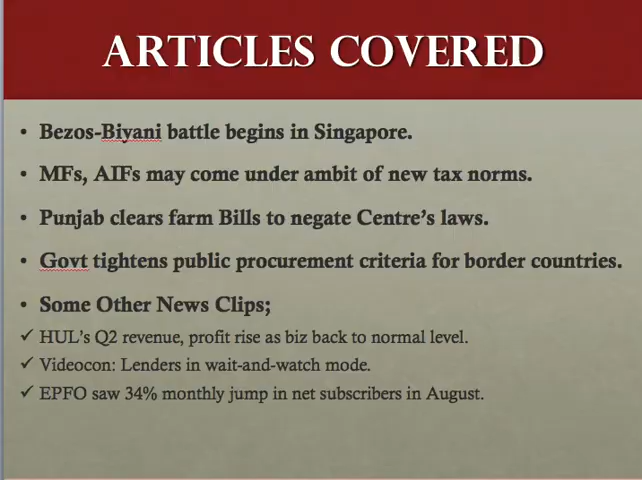 ARTICLES COVERED
• Bezos-Biyani battle begins in Singapore.
• MFs, AIFs may come under ambit of new tax norms.
• Punjab clears farm Bills to negate Centre's laws.
• Govt tightens public procurement criteria for border countries.
• Some Other News Clips;
✓ HUL's Q2 revenue, profit rise as biz back to normal level.
✓ Videocon: Lenders in wait-and-watch mode.
✓ EPFO saw 34% monthly jump in net subscribers in August.